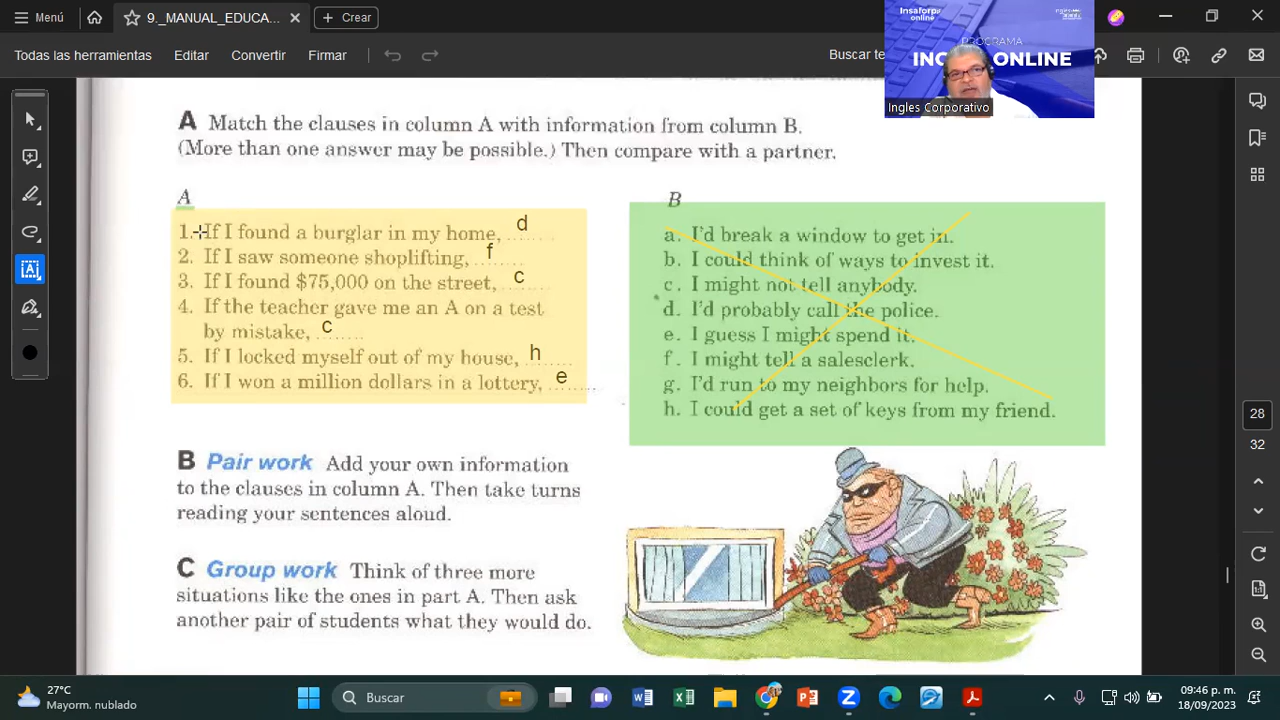 Menú
9._MANUAL_EDUCA...
Crear
Todas las herramientas
Editar
Convertir
Firmar
Buscar te
Insaforp
online
PROGRAMA
ONLINE
Ingles Corporativo
A Match the clauses in column A with information from column B.
(More than one answer may be possible.) Then compare with a partner.
A
1. If I found a burglar in my home, d
2. If I saw someone shoplifting, f
3. If I found $75,000 on the street, c
4. If the teacher gave me an A on a test
by mistake, c
5. If I locked myself out of my house, h
6. If I won a million dollars in a lottery, e
B
a. I'd break a window to get in.
b. I could think of ways to invest it.
c. I might not tell anybody.
d. I'd probably call the police.
e. I guess I might spend it.
f. I might tell a salesclerk.
g. I'd run to my neighbors for help.
h. I could get a set of keys from my friend.
B Pair work Add your own information
to the clauses in column A. Then take turns
reading your sentences aloud.
C Group work Think of three more
situations like the ones in part A. Then ask
another pair of students what they would do.
28
32
27°C
Mayorm. nublado
Buscar
09:46 p. m.
18/09/2023